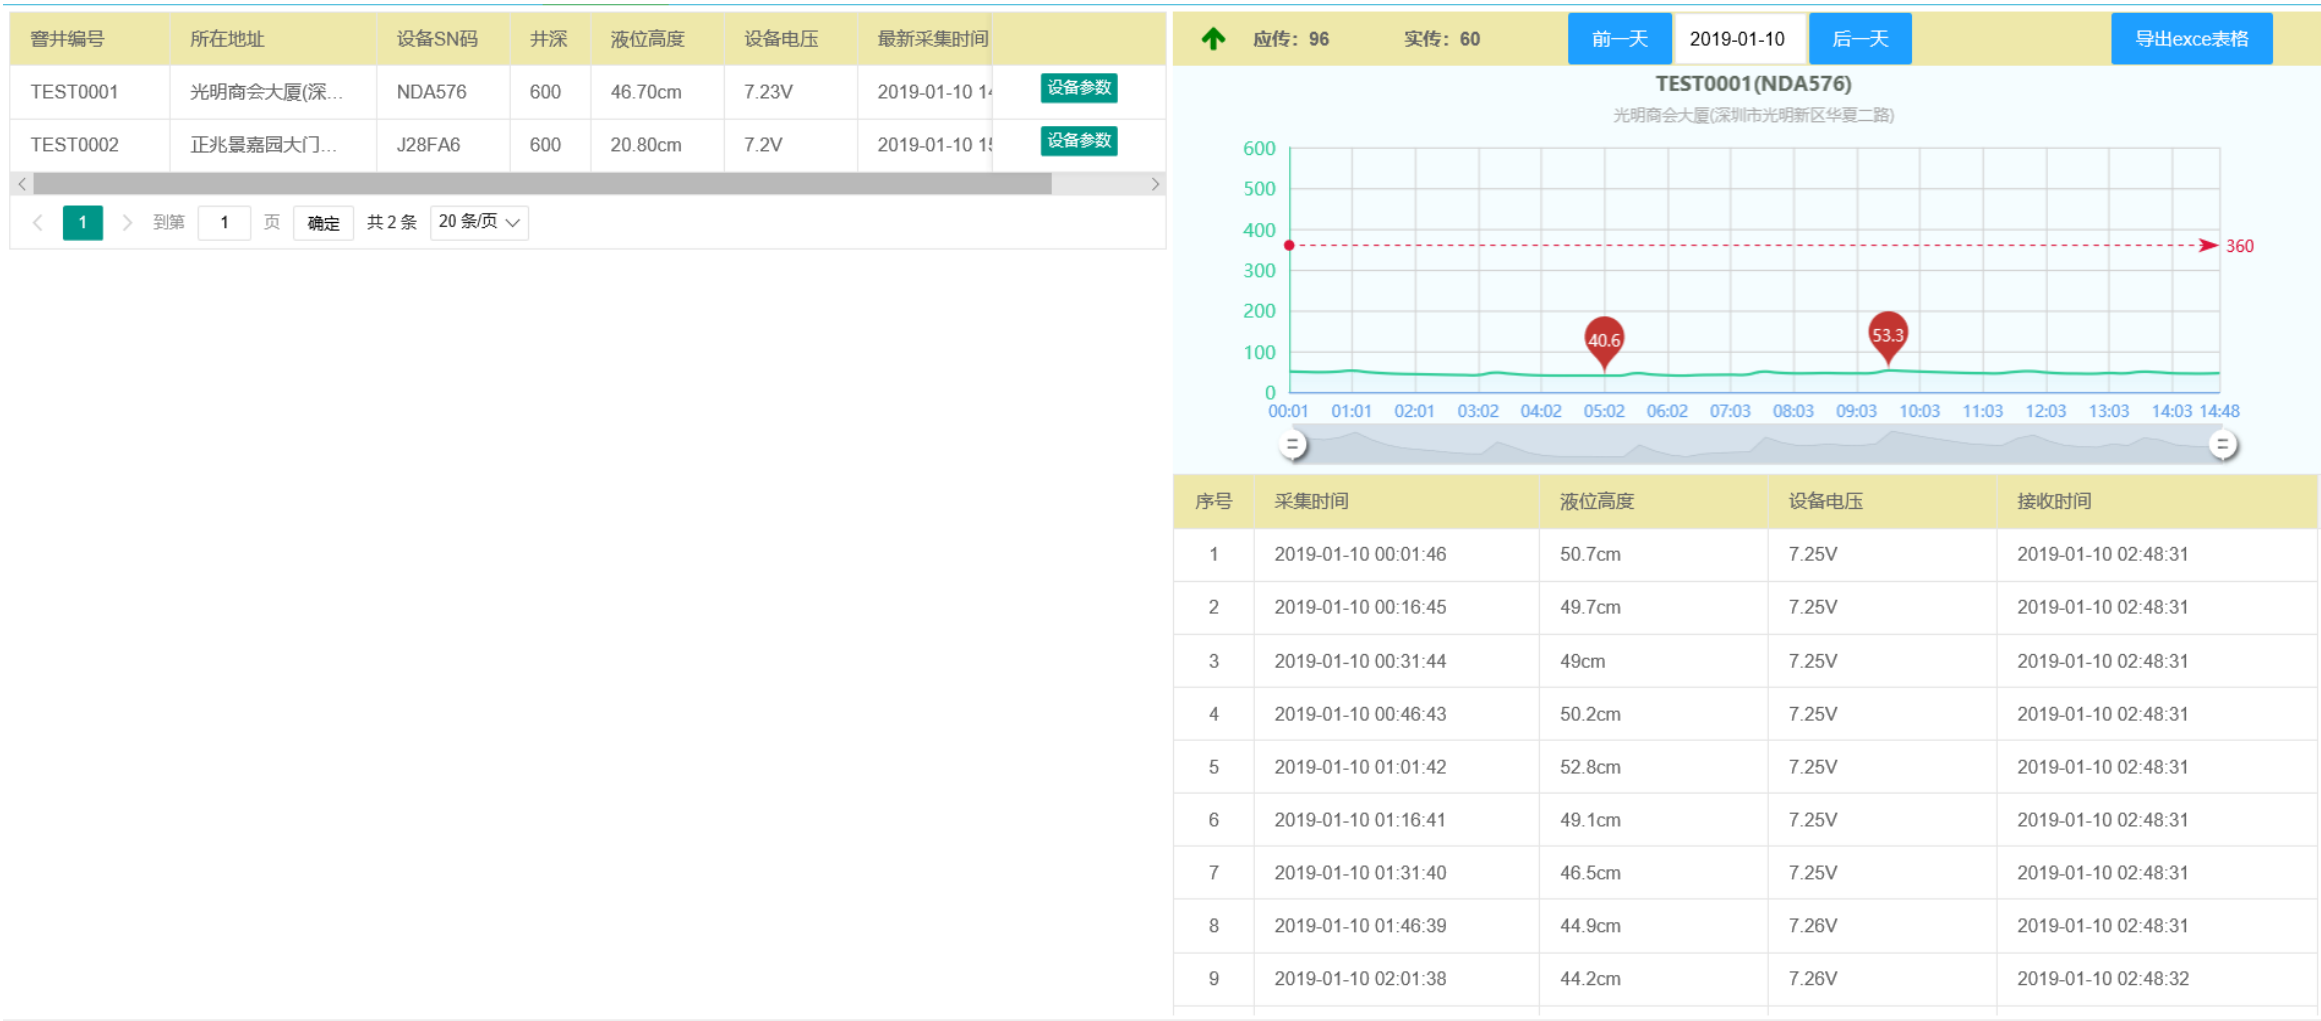 窨井编号 所在地址 设备SN码 井深 液位高度 设备电压 最新采集时间
TEST0001 光明商会大厦(深... NDA576 600 46.70cm 7.23V 2019-01-10 14 设备参数
TEST0002 正兆景嘉园大门... J28FA6 600 20.80cm 7.2V 2019-01-10 15 设备参数
1 到第 1 页 确定 共 2 条 20 条/页
应传：96 实传：60 前一天 2019-01-10 后一天 导出exce表格
TEST0001(NDA576)
光明商会大厦(深圳市光明新区华夏二路)
600
500
400
360
300
200
100
0
40.6
53.3
00:01 01:01 02:01 03:02 04:02 05:02 06:02 07:03 08:03 09:03 10:03 11:03 12:03 13:03 14:03 14:48
序号 采集时间 液位高度 设备电压 接收时间
1 2019-01-10 00:01:46 50.7cm 7.25V 2019-01-10 02:48:31
2 2019-01-10 00:16:45 49.7cm 7.25V 2019-01-10 02:48:31
3 2019-01-10 00:31:44 49cm 7.25V 2019-01-10 02:48:31
4 2019-01-10 00:46:43 50.2cm 7.25V 2019-01-10 02:48:31
5 2019-01-10 01:01:42 52.8cm 7.25V 2019-01-10 02:48:31
6 2019-01-10 01:16:41 49.1cm 7.25V 2019-01-10 02:48:31
7 2019-01-10 01:31:40 46.5cm 7.25V 2019-01-10 02:48:31
8 2019-01-10 01:46:39 44.9cm 7.26V 2019-01-10 02:48:31
9 2019-01-10 02:01:38 44.2cm 7.26V 2019-01-10 02:48:32